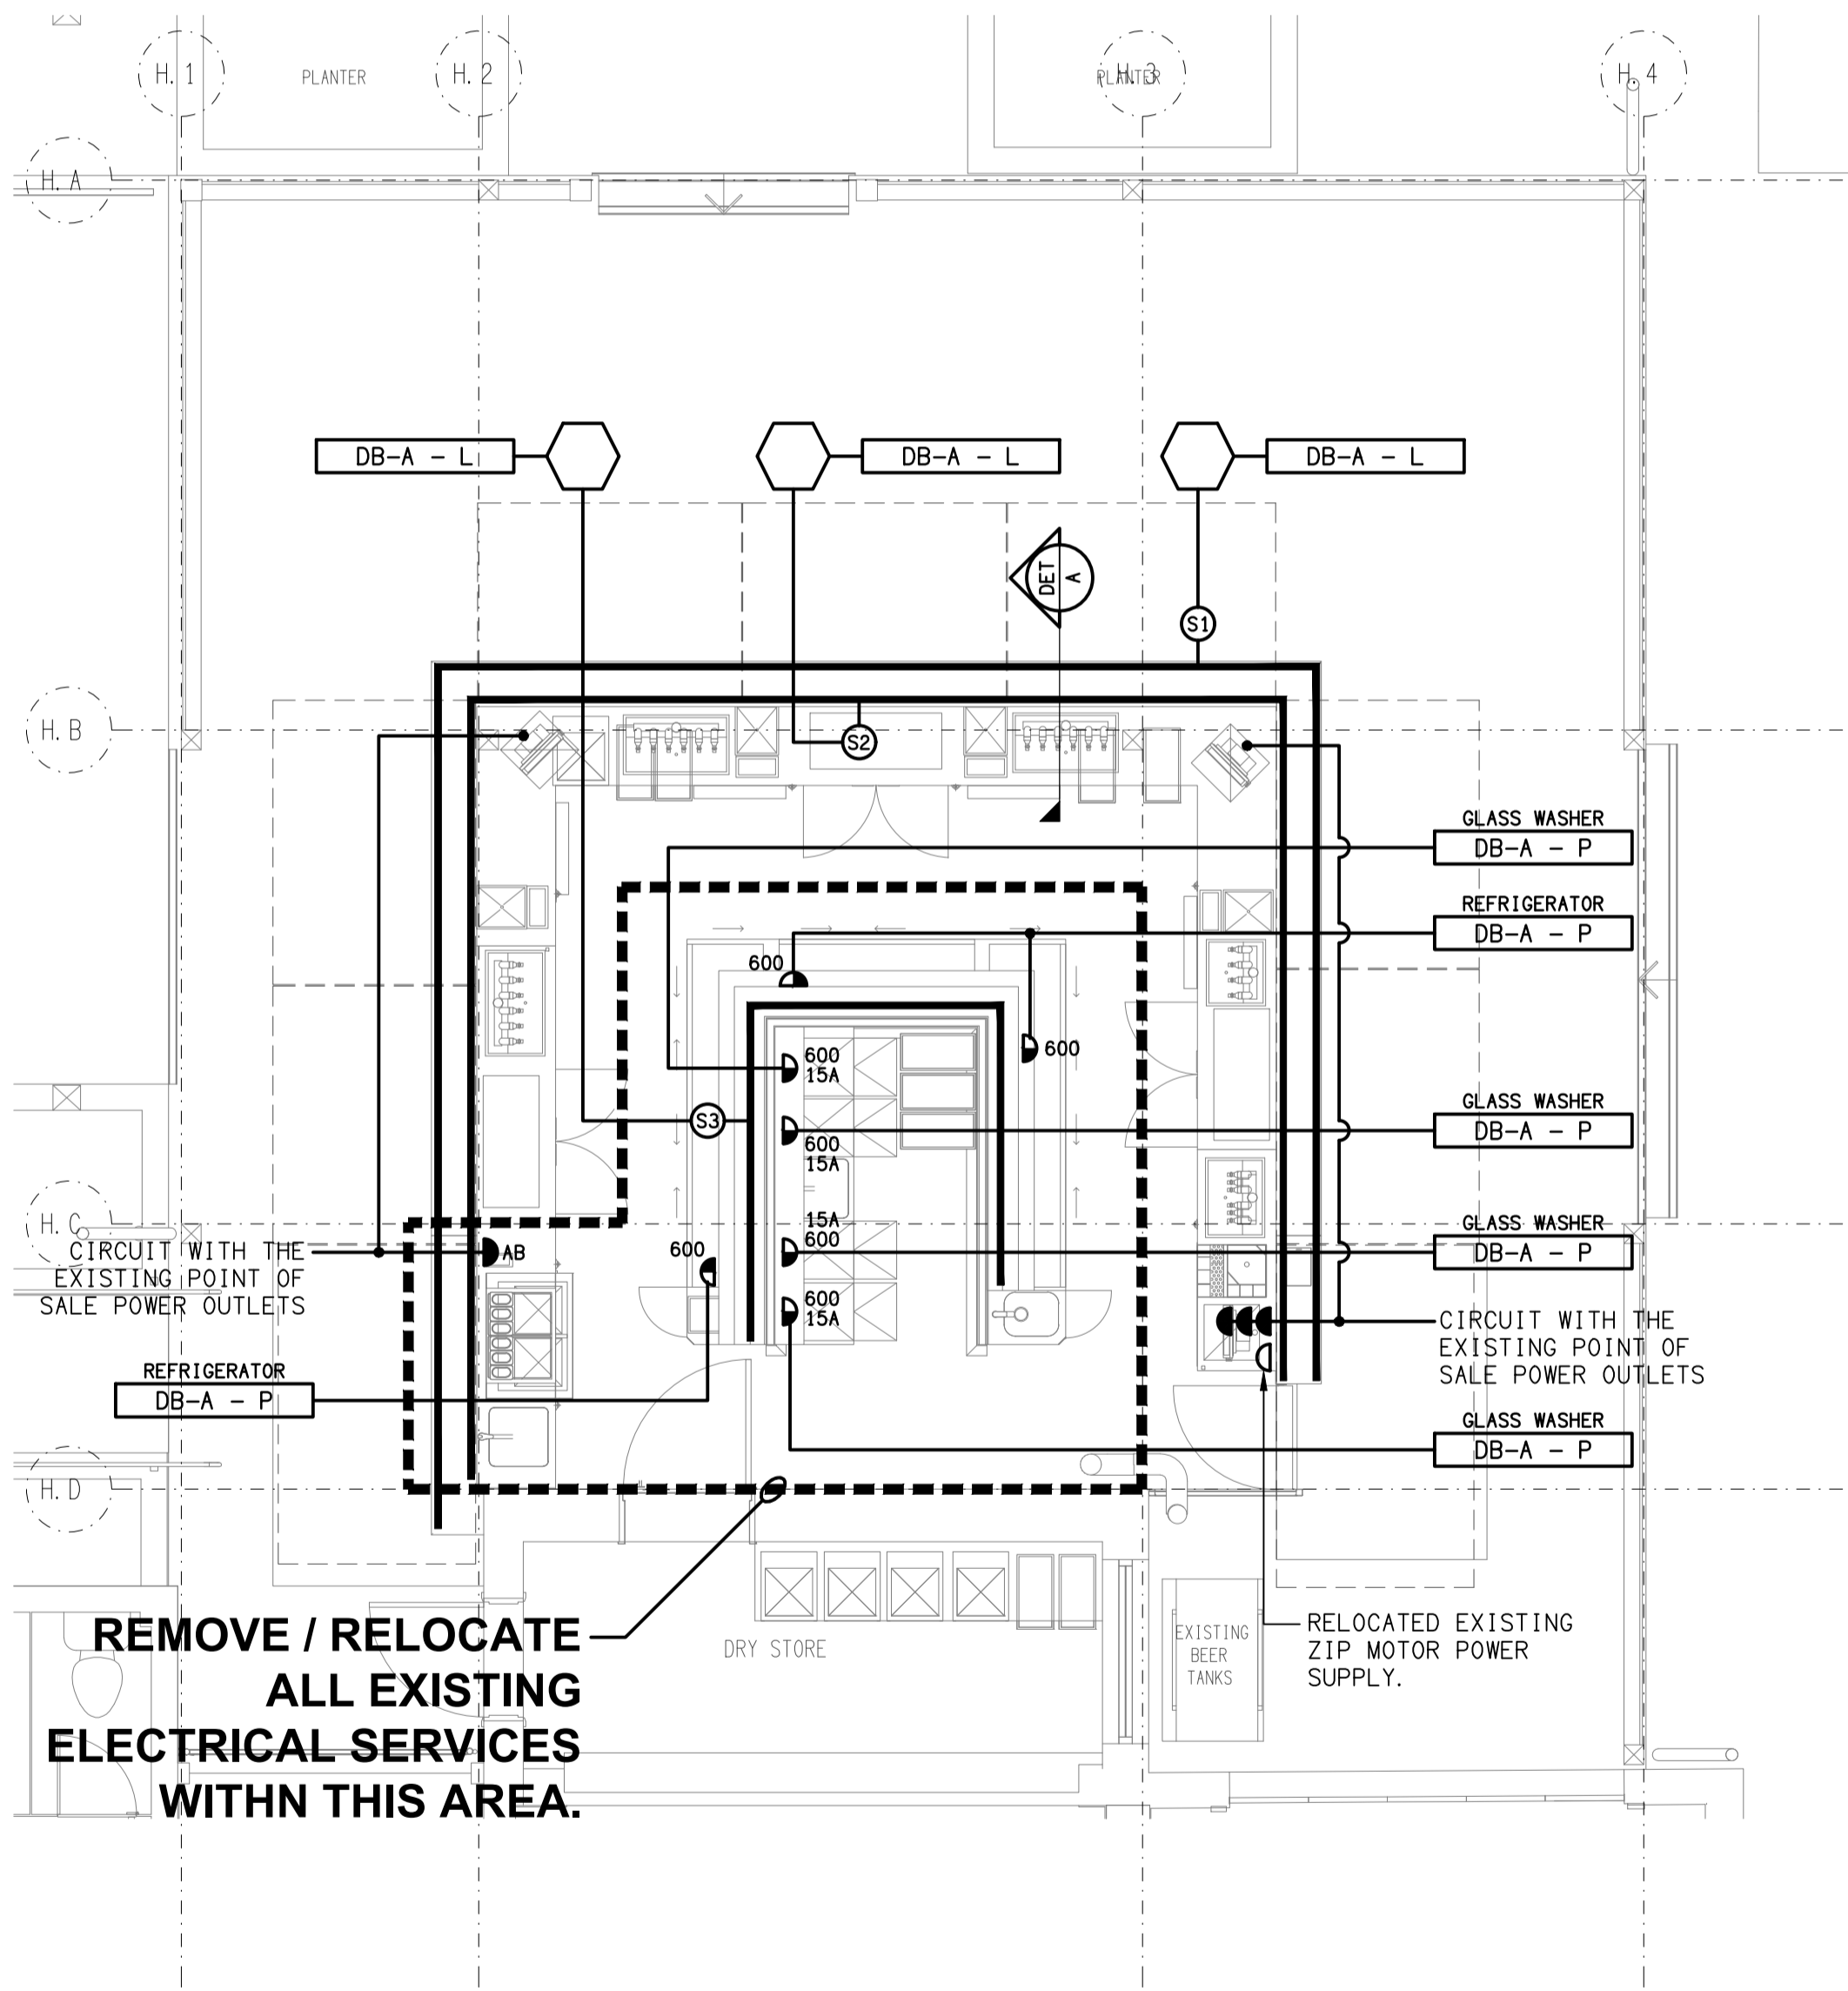 H.1
PLANTER
H.2
PLANTER
H.3
H.4
H.A
DB-A - L
DB-A - L
DB-A - L
DET
A
S1
H.B
S2
GLASS WASHER
DB-A - P
REFRIGERATOR
DB-A - P
600
600
15A
600
S3
GLASS WASHER
DB-A - P
600
15A
H.C
15A
600
GLASS WASHER
DB-A - P
CIRCUIT WITH THE
EXISTING POINT OF
SALE POWER OUTLETS
AB
600
600
15A
CIRCUIT WITH THE
EXISTING POINT OF
SALE POWER OUTLETS
REFRIGERATOR
DB-A - P
GLASS WASHER
DB-A - P
H.D
REMOVE / RELOCATE
ALL EXISTING
ELECTRICAL SERVICES
WITHN THIS AREA.
DRY STORE
EXISTING
BEER
TANKS
RELOCATED EXISTING
ZIP MOTOR POWER
SUPPLY.